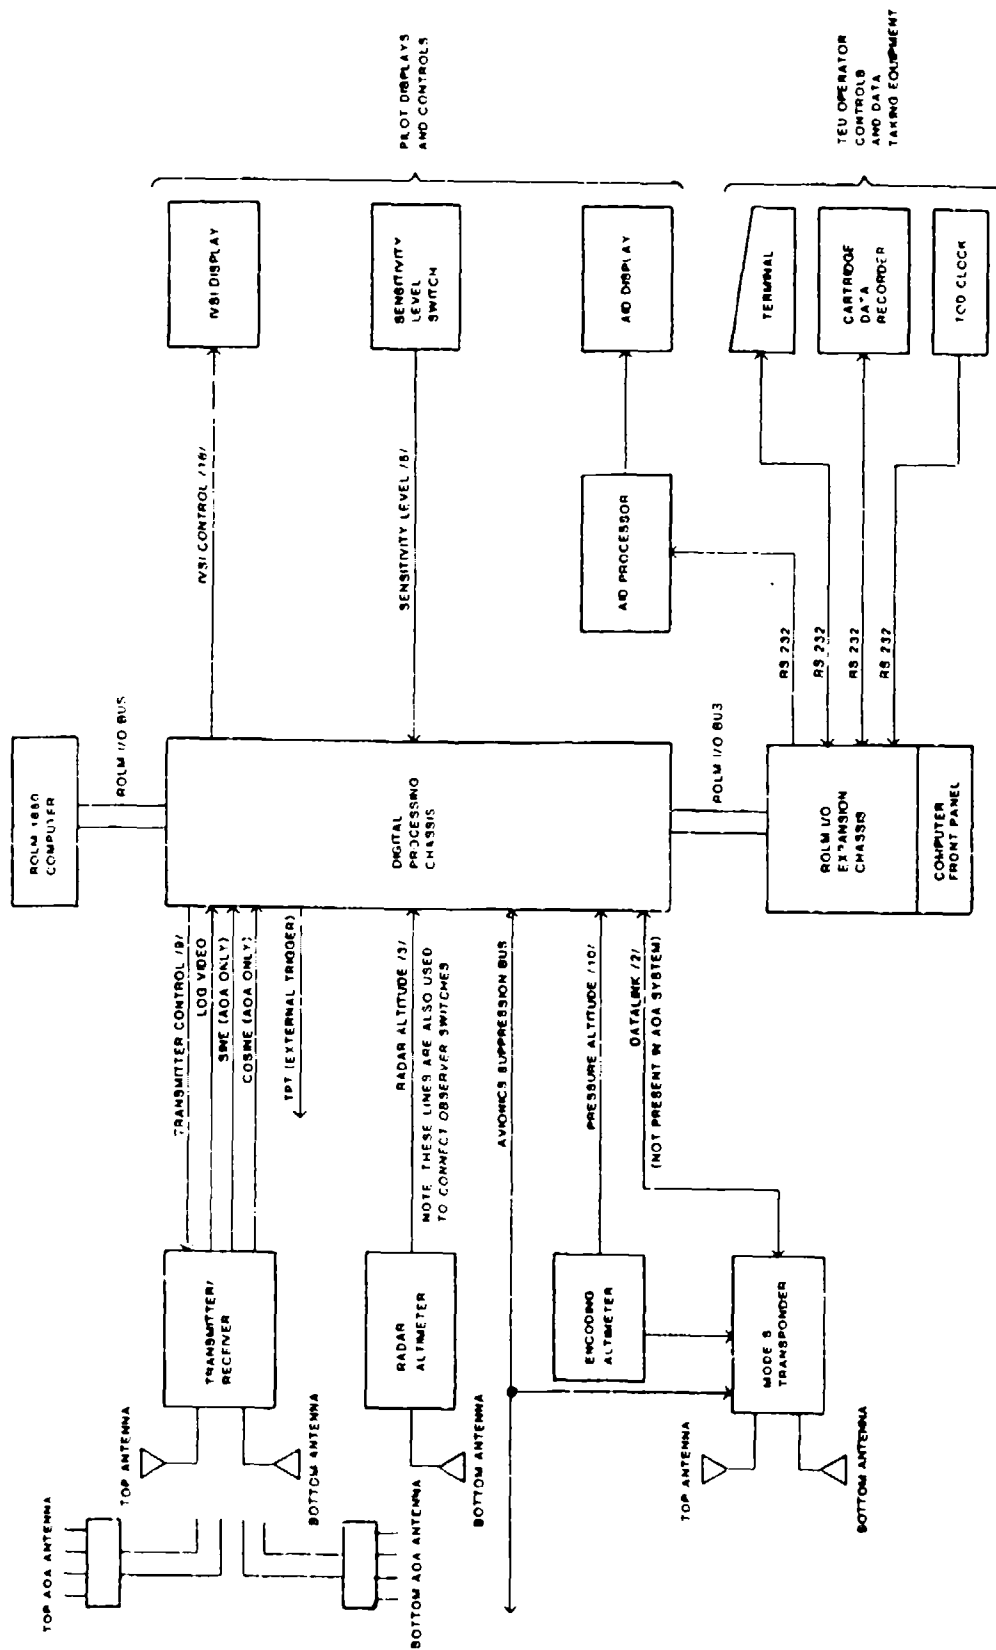 TOP AOA ANTENNA
TOP ANTENNA
BOTTOM ANTENNA
BOTTOM AOA ANTENNA
TRANSMITTER/
RECEIVER
TRANSMITTER CONTROL /9/
LOG VIDEO
SINE (AOA ONLY)
COSINE (AOA ONLY)
TPT (EXTERNAL TRIGGER)
ROLM 1650
COMPUTER
ROLM I/O BUS
IVSI CONTROL /16/
IVSI DISPLAY
BOTTOM ANTENNA
RADAR
ALTIMETER
RADAR ALTITUDE /3/
NOTE THESE LINES ARE ALSO USED
TO CONNECT OBSERVER SWITCHES
DIGITAL
PROCESSING
CHASSIS
SENSITIVITY LEVEL /5/
SENSITIVITY
LEVEL
SWITCH
PILOT DISPLAYS
AND CONTROLS
AVIONICS SUPPRESSION BUS
ENCODING
ALTIMETER
PRESSURE ALTITUDE /10/
DATALINK /2/
(NOT PRESENT IN AOA SYSTEM)
AID PROCESSOR
AID DISPLAY
TOP ANTENNA
BOTTOM ANTENNA
MODE S
TRANSPONDER
ROLM I/O BUS
ROLM I/O
EXPANSION
CHASSIS
COMPUTER
FRONT PANEL
RS 232
RS 232
RS 232
RS 232
TERMINAL
CARTRIDGE
DATA
RECORDER
TOD CLOCK
TEU OPERATOR
CONTROLS
AND DATA
TAKING EQUIPMENT